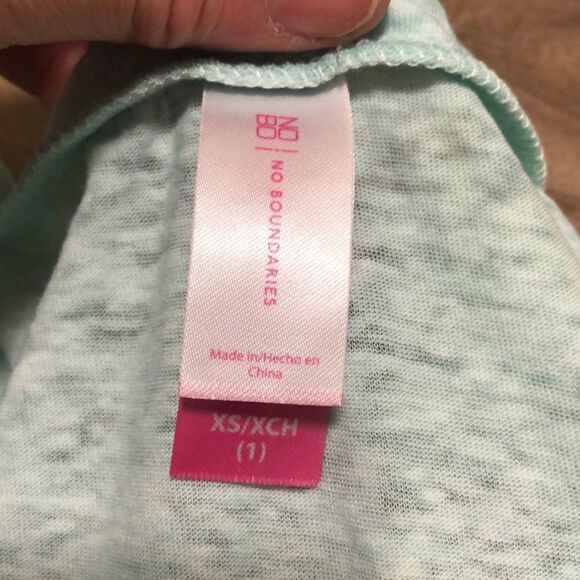 NO
BO
NO BOUNDARIES
Made in/Hecho en
China
XS/XCH
(1)